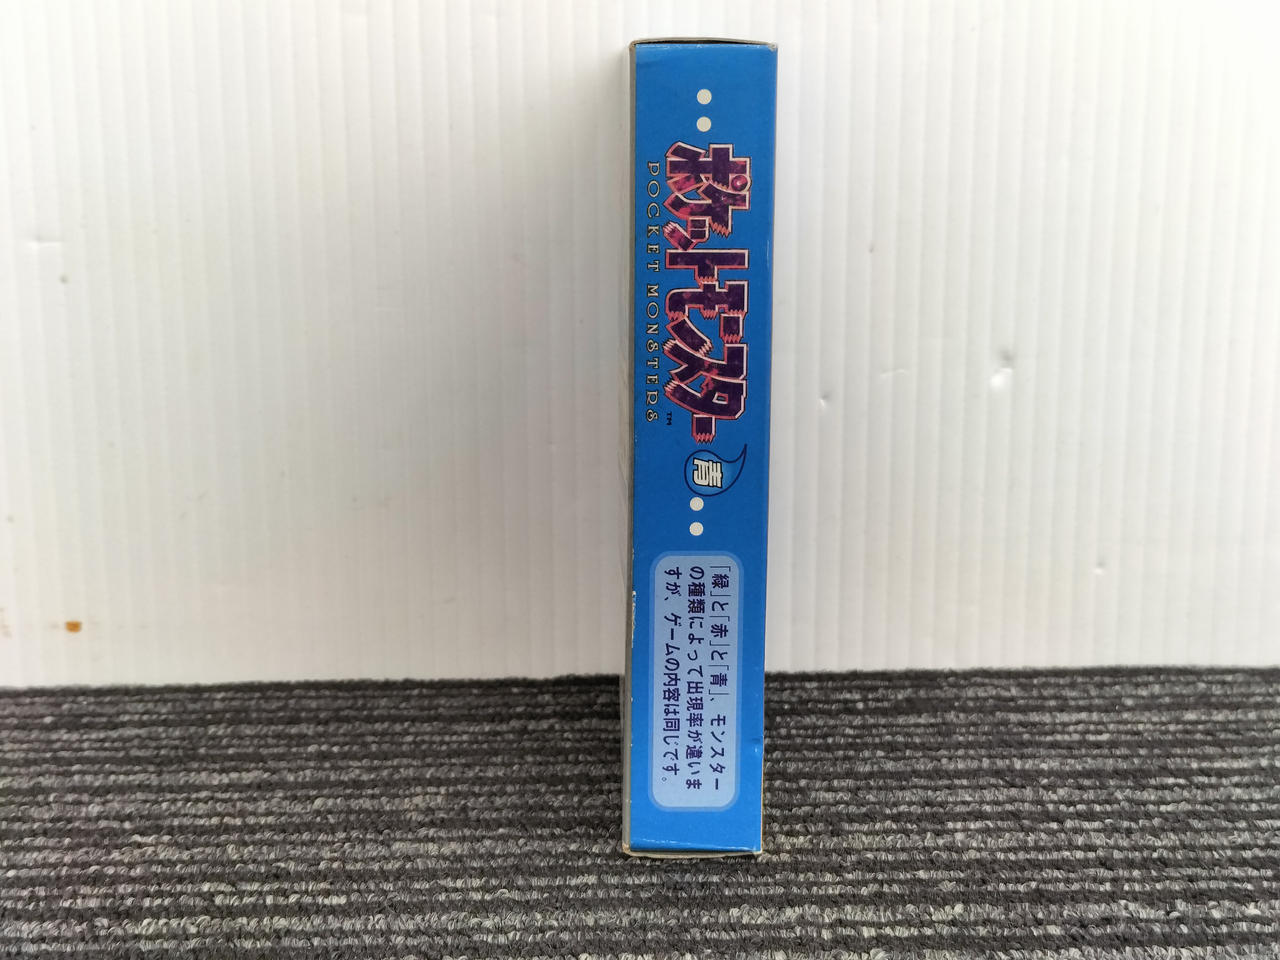 ポケットモンスター
POCKET MONSTERS™
青
「緑」と「赤」と「青」、モンスター
の種類によって出現率が違いま
すが、ゲームの内容は同じです。